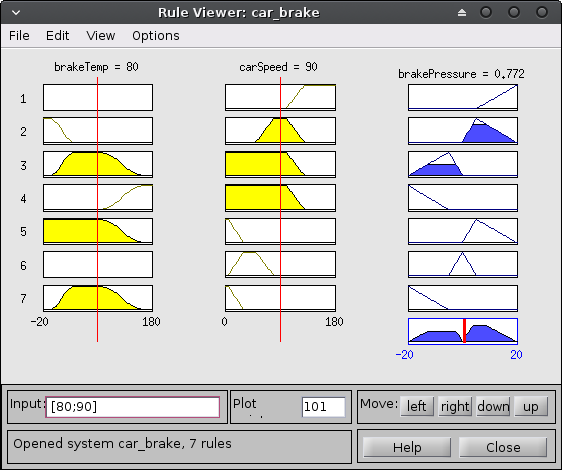 Rule Viewer: car_brake
File Edit View Options
brakeTemp = 80 carSpeed = 90 brakePressure = 0.772
1
2
3
4
5
6
7
-20 180 0 180
-20 20
Input: [80;90] Plot 101 Move: left right down up
Opened system car_brake, 7 rules Help Close